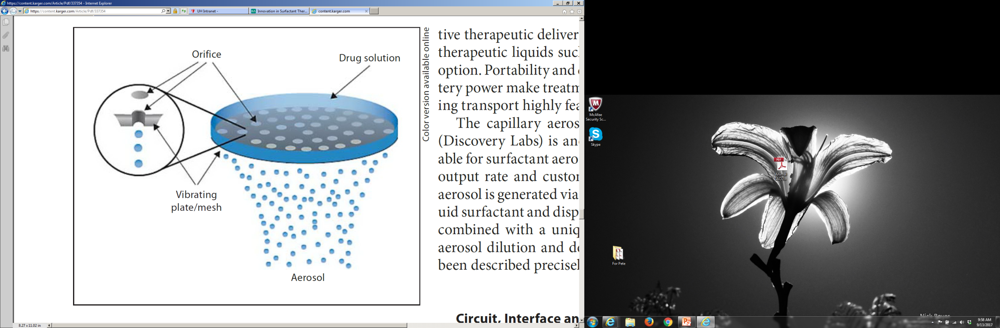 https://content.karger.com/Article/Pdf/337354 - Internet Explorer
https://content.karger.com/Article/Pdf/337354
UH Intranet -
Innovation in Surfactant Ther...
content.karger.com
Orifice
Drug solution
Vibrating
plate/mesh
Aerosol
Color version available online
tive therapeutic deliver
therapeutic liquids suc
option. Portability and
tery power make treatm
ing transport highly fea
The capillary aeros
(Discovery Labs) is an
able for surfactant aero
output rate and custom
aerosol is generated via
uid surfactant and disp
combined with a uniq
aerosol dilution and de
been described precisel
Circuit, Interface an
8.27 x 11.02 in
McAfee
Security Sc...
Skype
PDF
Animal
IACU...
For Pete
9:58 AM
9/13/2017